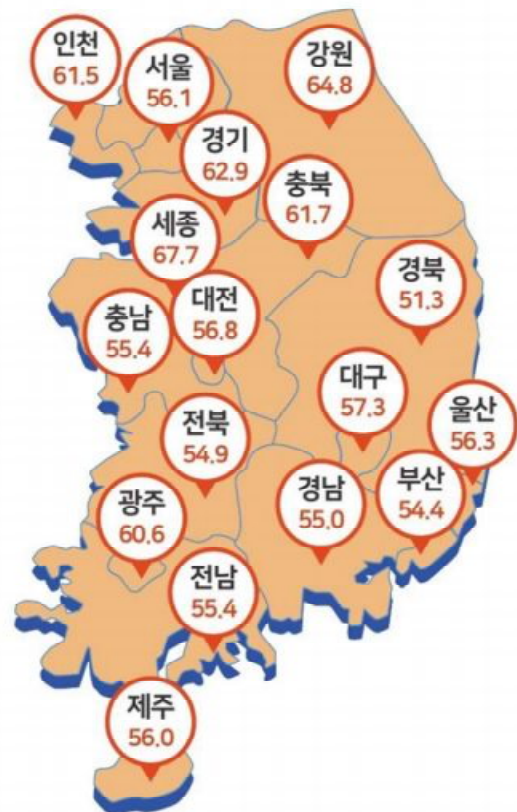 인천
61.5
서울
56.1
강원
64.8
경기
62.9
충북
61.7
세종
67.7
경북
51.3
대전
56.8
충남
55.4
대구
57.3
울산
56.3
전북
54.9
부산
54.4
경남
55.0
광주
60.6
전남
55.4
제주
56.0